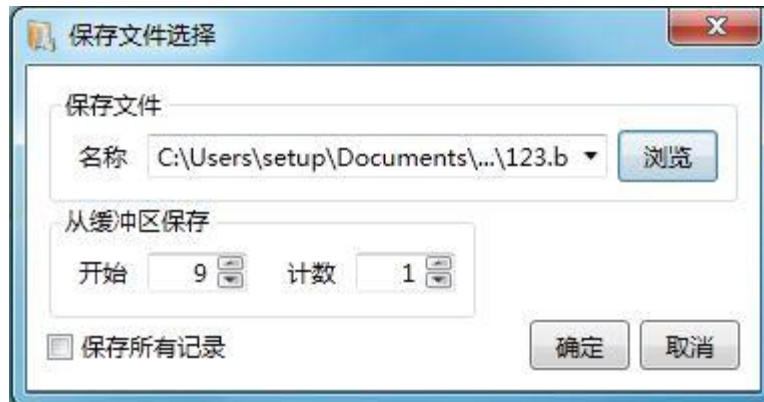 保存文件选择
保存文件
名称 C:\Users\setup\Documents\...\123.b 浏览
从缓冲区保存
开始 9 计数 1
保存所有记录 确定 取消